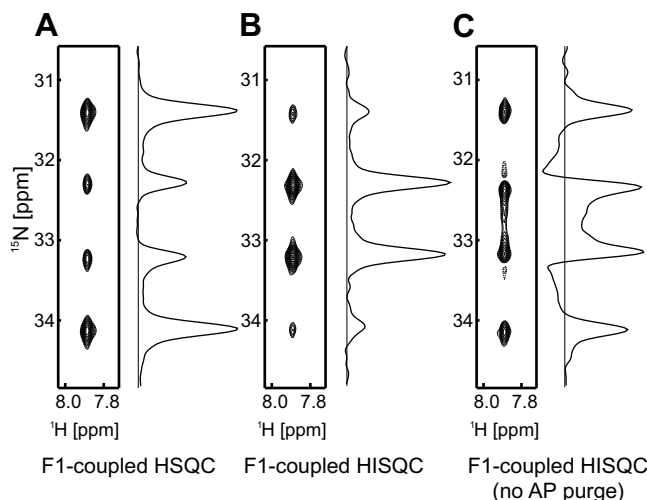 A
B
C
31
32
33
34
¹⁵N [ppm]
8.0 7.8
¹H [ppm]
F1-coupled HSQC
31
32
33
34
8.0 7.8
¹H [ppm]
F1-coupled HISQC
31
32
33
34
8.0 7.8
¹H [ppm]
F1-coupled HISQC
(no AP purge)